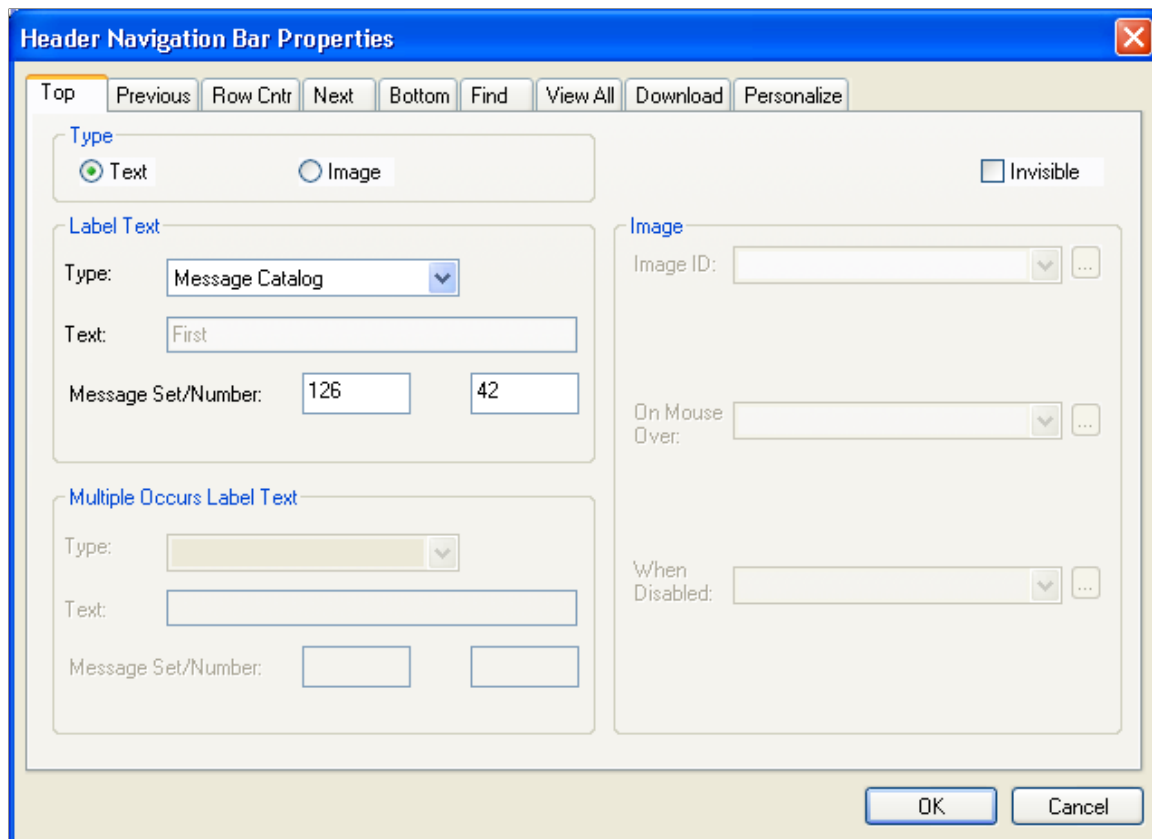 Header Navigation Bar Properties
Top Previous Row Cntr Next Bottom Find View All Download Personalize
Type
Text Image
Invisible
Label Text
Type: Message Catalog
Text: First
Message Set/Number: 126 42
Multiple Occurs Label Text
Type:
Text:
Message Set/Number:
Image
Image ID:
...
On Mouse
Over:
...
When
Disabled:
...
OK Cancel